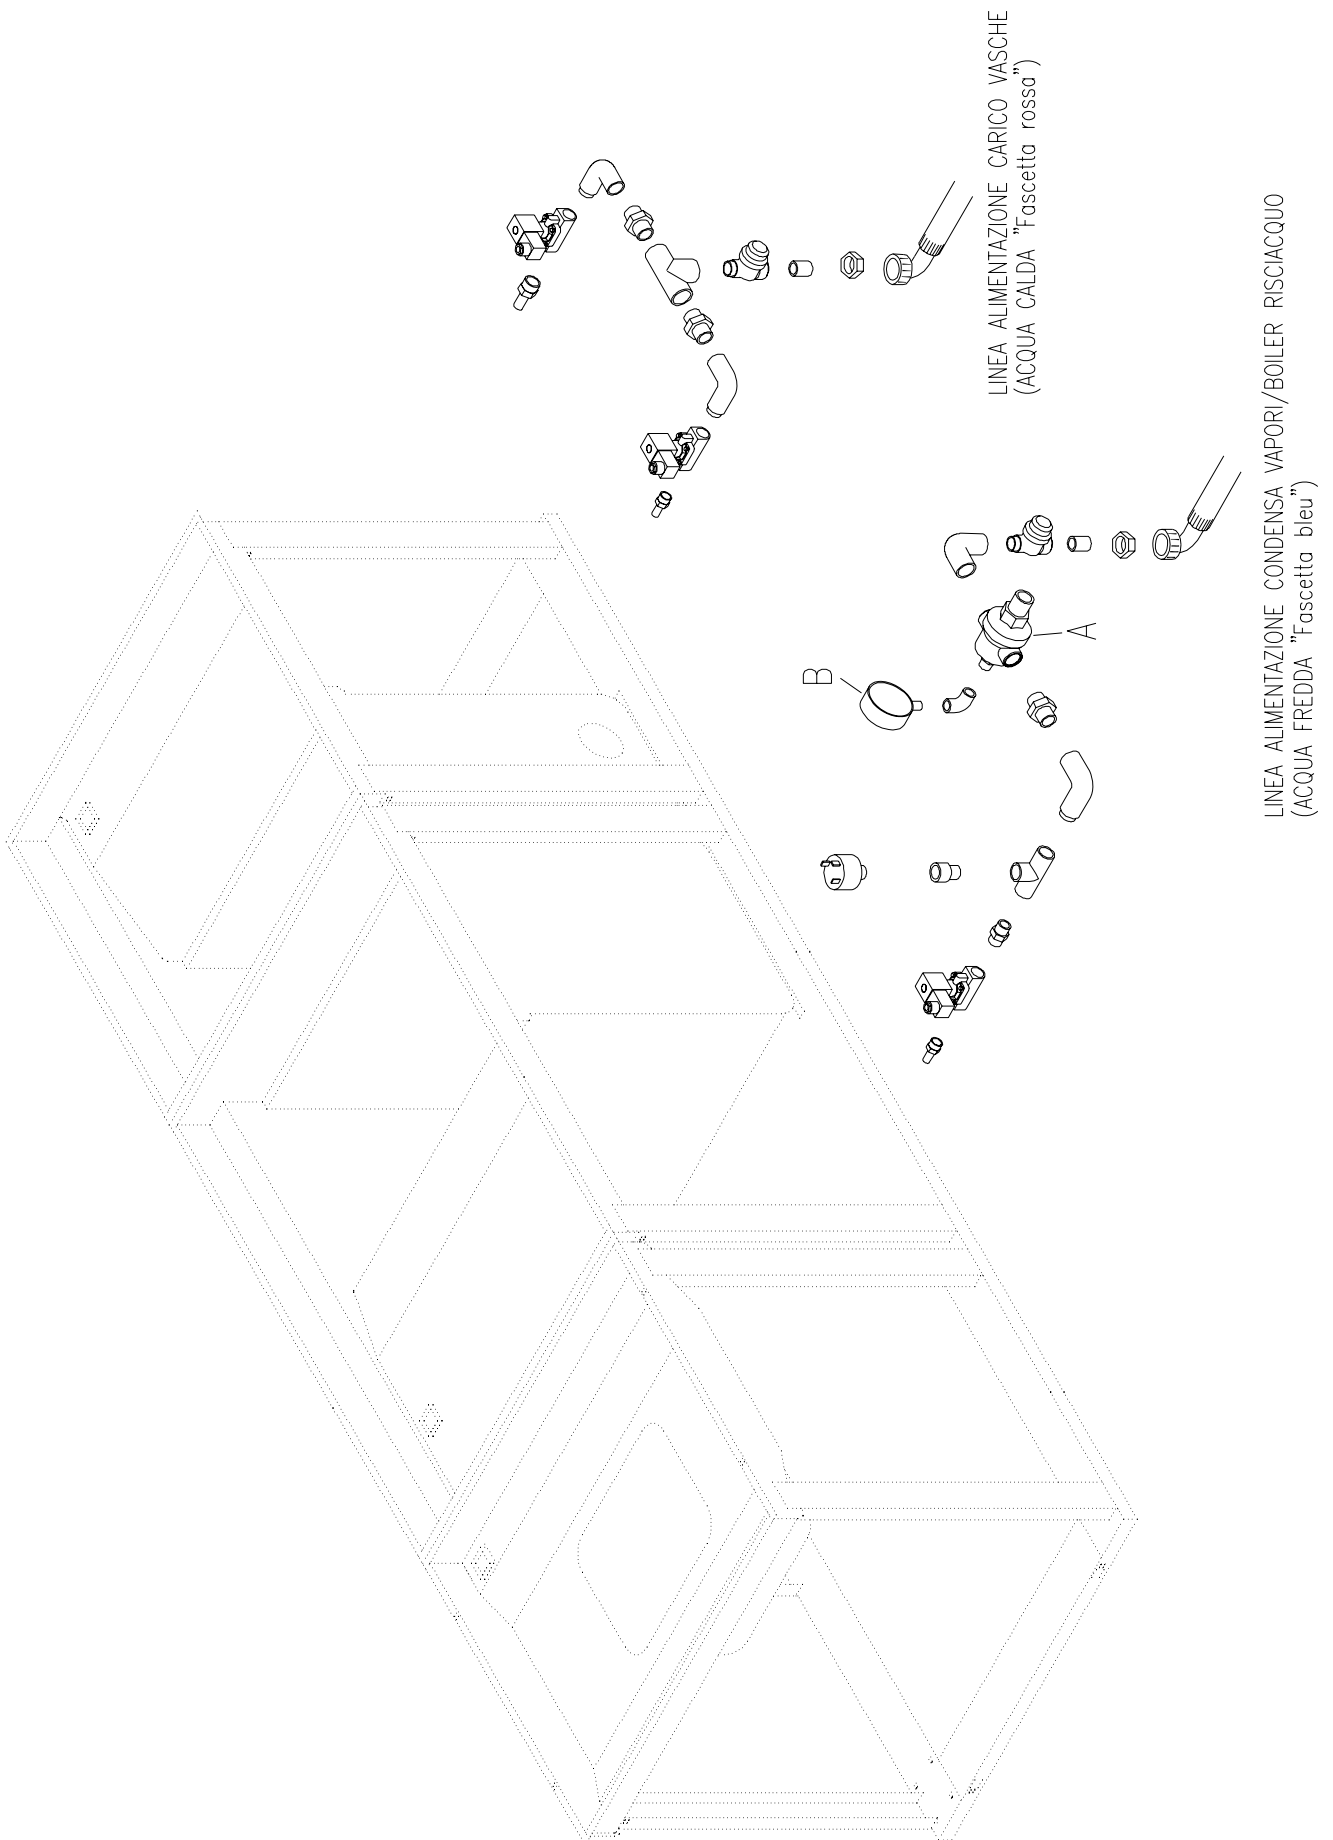 LINEA ALIMENTAZIONE CARICO VASCHE
(ACQUA CALDA "Fascetta rossa")
B
A
LINEA ALIMENTAZIONE CONDENSA VAPORI/BOILER RISCIACQUO
(ACQUA FREDDA "Fascetta bleu")